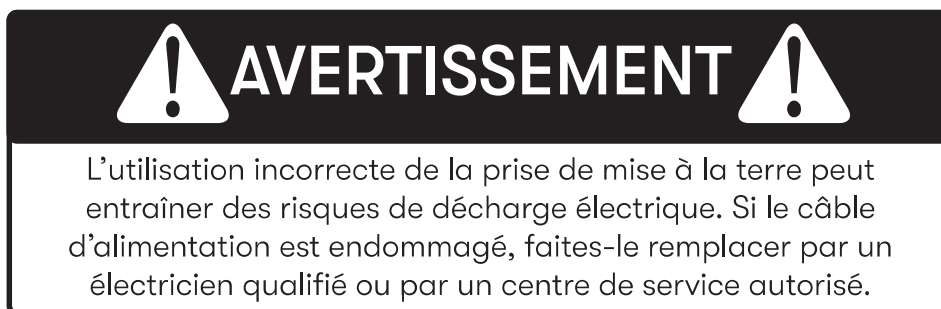 AVERTISSEMENT
L'utilisation incorrecte de la prise de mise à la terre peut
entraîner des risques de décharge électrique. Si le câble
d'alimentation est endommagé, faites-le remplacer par un
électricien qualifié ou par un centre de service autorisé.